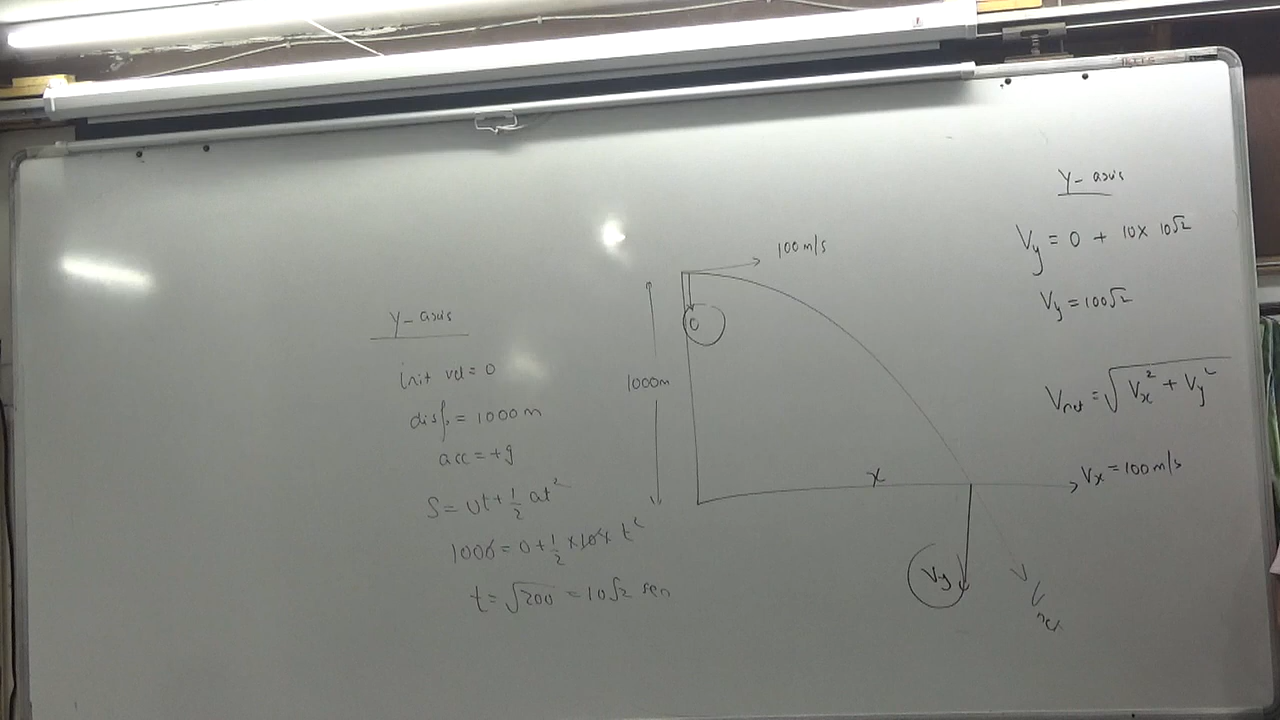 Y-axis
init vel = 0
disp = 1000 m
acc = +g
S = ut + 1/2 at²
1000 = 0 + 1/2 × 10 × t²
t = √200 = 10√2 sec
100 m/s
0
1000m
x
Vx = 100 m/s
Vy
Vnet
Y-axis
Vy = 0 + 10 × 10√2
Vy = 100√2
Vnet = √Vx² + Vy²